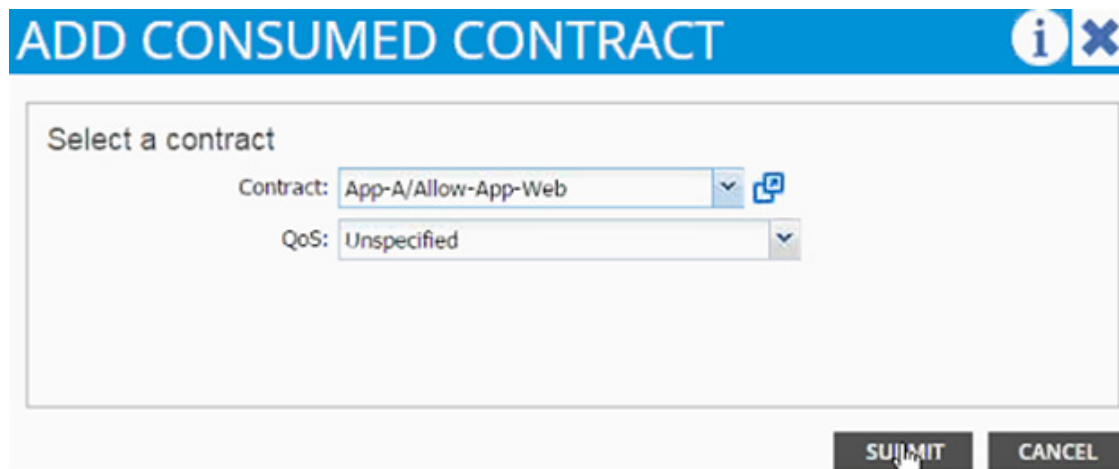 ADD CONSUMED CONTRACT i
Select a contract
Contract: App-A/Allow-App-Web
QoS: Unspecified
SUBMIT CANCEL